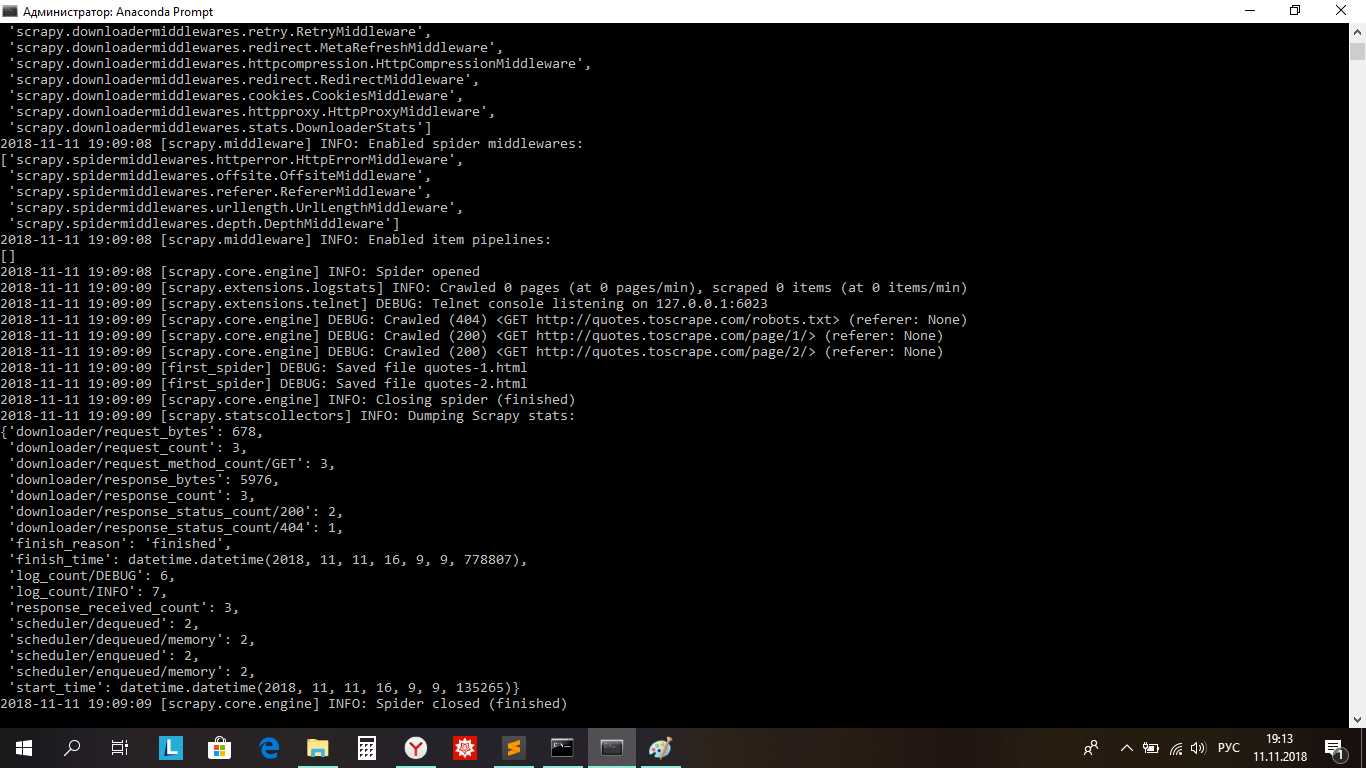 Администратор: Anaconda Prompt
'scrapy.downloadermiddlewares.retry.RetryMiddleware',
'scrapy.downloadermiddlewares.redirect.MetaRefreshMiddleware',
'scrapy.downloadermiddlewares.httpcompression.HttpCompressionMiddleware',
'scrapy.downloadermiddlewares.redirect.RedirectMiddleware',
'scrapy.downloadermiddlewares.cookies.CookiesMiddleware',
'scrapy.downloadermiddlewares.httpproxy.HttpProxyMiddleware',
'scrapy.downloadermiddlewares.stats.DownloaderStats']
2018-11-11 19:09:08 [scrapy.middleware] INFO: Enabled spider middlewares:
['scrapy.spidermiddlewares.httperror.HttpErrorMiddleware',
'scrapy.spidermiddlewares.offsite.OffsiteMiddleware',
'scrapy.spidermiddlewares.referer.RefererMiddleware',
'scrapy.spidermiddlewares.urllength.UrlLengthMiddleware',
'scrapy.spidermiddlewares.depth.DepthMiddleware']
2018-11-11 19:09:08 [scrapy.middleware] INFO: Enabled item pipelines:
[]
2018-11-11 19:09:08 [scrapy.core.engine] INFO: Spider opened
2018-11-11 19:09:09 [scrapy.extensions.logstats] INFO: Crawled 0 pages (at 0 pages/min), scraped 0 items (at 0 items/min)
2018-11-11 19:09:09 [scrapy.extensions.telnet] DEBUG: Telnet console listening on 127.0.0.1:6023
2018-11-11 19:09:09 [scrapy.core.engine] DEBUG: Crawled (404) <GET http://quotes.toscrape.com/robots.txt> (referer: None)
2018-11-11 19:09:09 [scrapy.core.engine] DEBUG: Crawled (200) <GET http://quotes.toscrape.com/page/1/> (referer: None)
2018-11-11 19:09:09 [scrapy.core.engine] DEBUG: Crawled (200) <GET http://quotes.toscrape.com/page/2/> (referer: None)
2018-11-11 19:09:09 [first_spider] DEBUG: Saved file quotes-1.html
2018-11-11 19:09:09 [first_spider] DEBUG: Saved file quotes-2.html
2018-11-11 19:09:09 [scrapy.core.engine] INFO: Closing spider (finished)
2018-11-11 19:09:09 [scrapy.statscollectors] INFO: Dumping Scrapy stats:
{'downloader/request_bytes': 678,
'downloader/request_count': 3,
'downloader/request_method_count/GET': 3,
'downloader/response_bytes': 5976,
'downloader/response_count': 3,
'downloader/response_status_count/200': 2,
'downloader/response_status_count/404': 1,
'finish_reason': 'finished',
'finish_time': datetime.datetime(2018, 11, 11, 16, 9, 9, 778807),
'log_count/DEBUG': 6,
'log_count/INFO': 7,
'response_received_count': 3,
'scheduler/dequeued': 2,
'scheduler/dequeued/memory': 2,
'scheduler/enqueued': 2,
'scheduler/enqueued/memory': 2,
'start_time': datetime.datetime(2018, 11, 11, 16, 9, 9, 135265)}
2018-11-11 19:09:09 [scrapy.core.engine] INFO: Spider closed (finished)
L
Y
РУС
19:13
11.11.2018
1